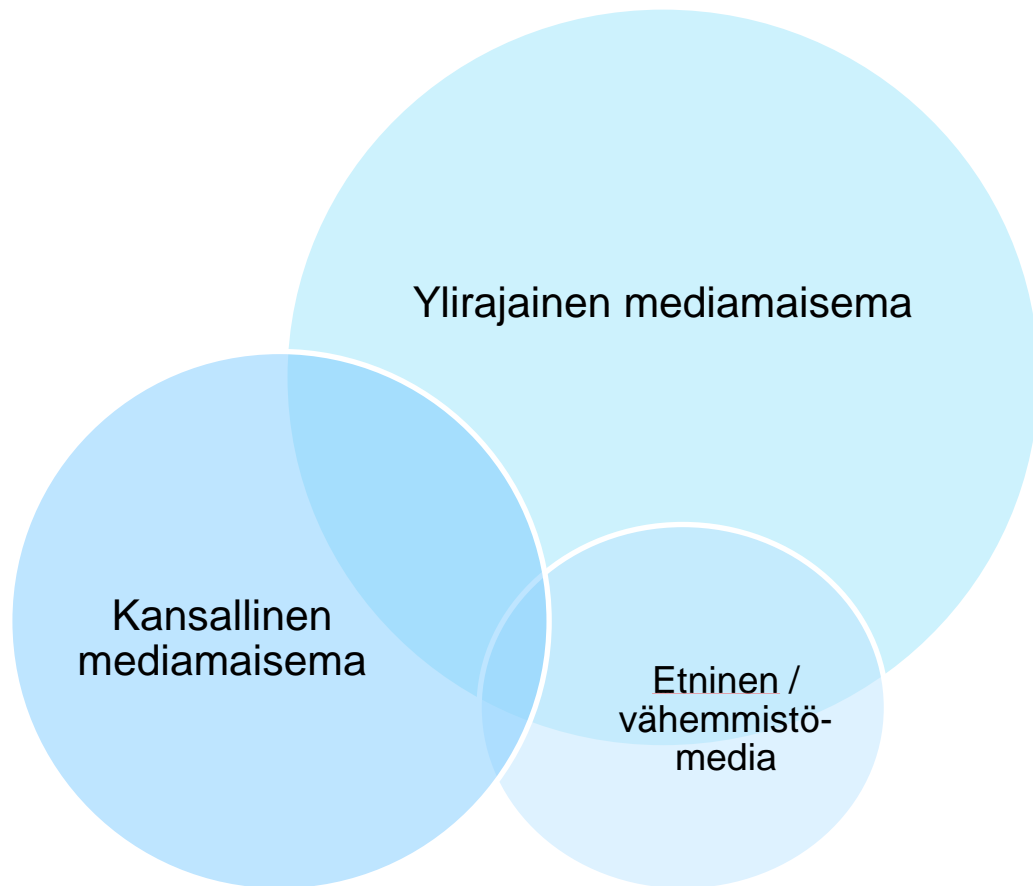 Ylirajainen mediamaisema
Kansallinen
mediamaisema
Etninen /
vähemmistö-
media